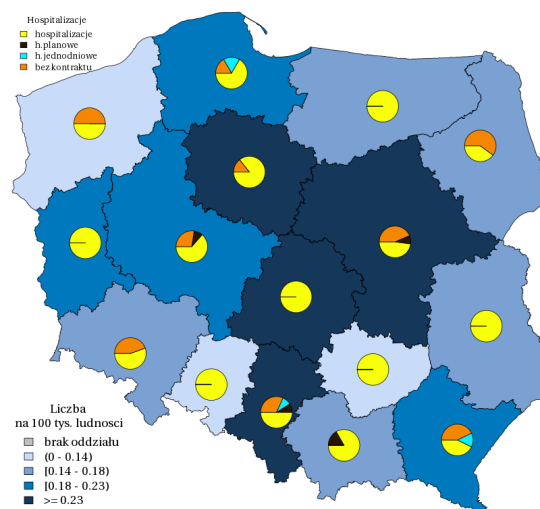 Hospitalizacje
hospitalizacje
h.planowe
h.jednodniowe
bez kontraktu
Liczba
na 100 tys. ludnosci
brak oddziału
(0 - 0.14)
[0.14 - 0.18)
[0.18 - 0.23)
>= 0.23